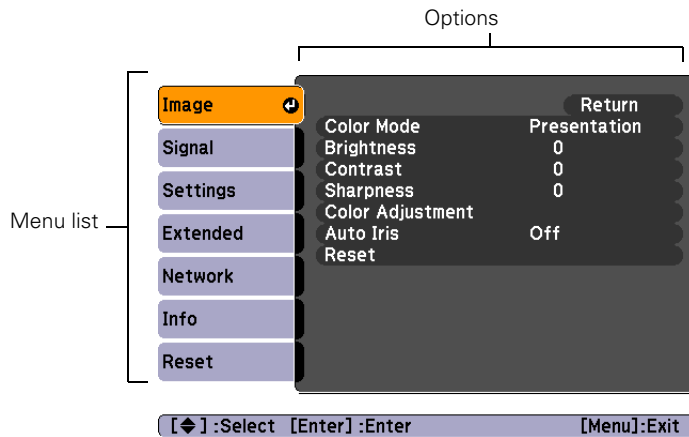 Options
Menu list
Image
Signal
Settings
Extended
Network
Info
Reset
Return
Color Mode Presentation
Brightness 0
Contrast 0
Sharpness 0
Color Adjustment
Auto Iris Off
Reset
[◆] :Select [Enter] :Enter [Menu]:Exit